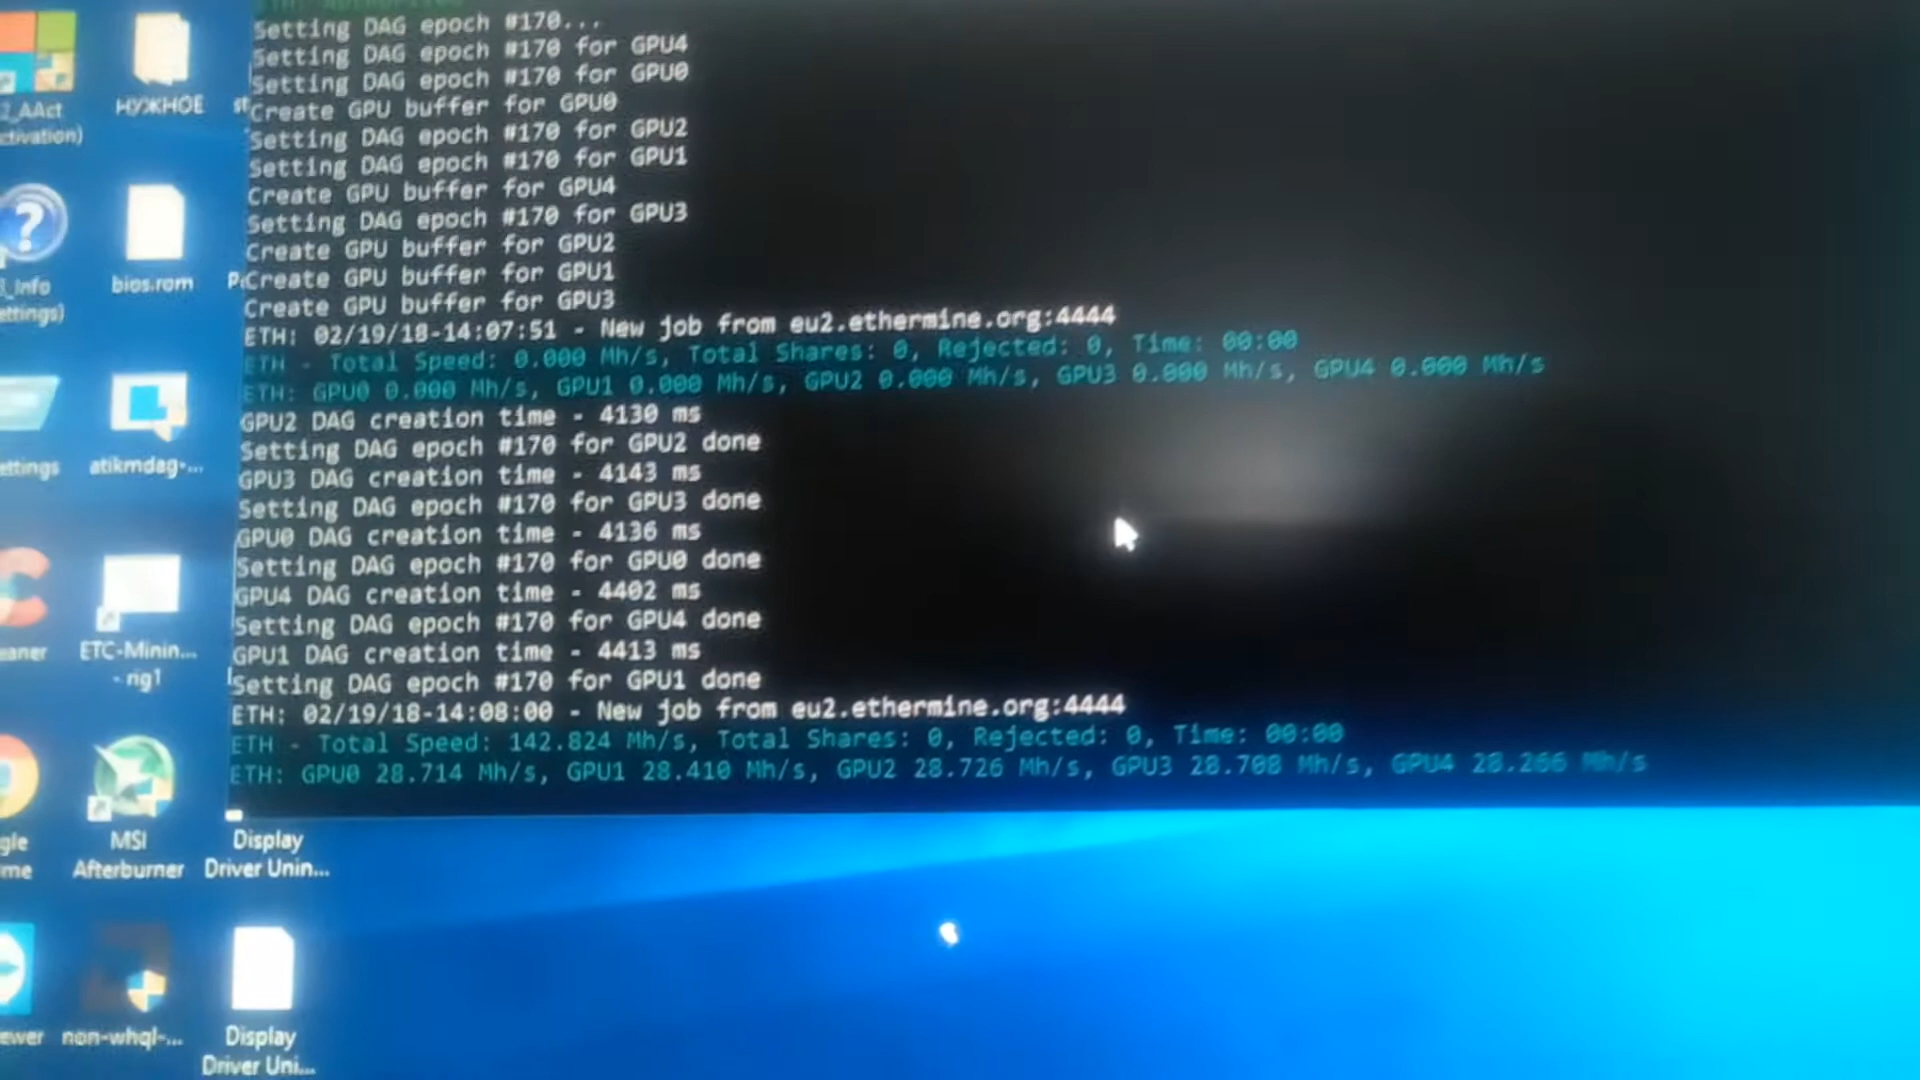 Setting DAG epoch #170...
Setting DAG epoch #170 for GPU4
Setting DAG epoch #170 for GPU0
Create GPU buffer for GPU0
Setting DAG epoch #170 for GPU2
Setting DAG epoch #170 for GPU1
Create GPU buffer for GPU4
Setting DAG epoch #170 for GPU3
Create GPU buffer for GPU2
Create GPU buffer for GPU1
Create GPU buffer for GPU3
ETH: 02/19/18-14:07:51 - New job from eu2.ethermine.org:4444
ETH - Total Speed: 0.000 Mh/s, Total Shares: 0, Rejected: 0, Time: 00:00
ETH: GPU0 0.000 Mh/s, GPU1 0.000 Mh/s, GPU2 0.000 Mh/s, GPU3 0.000 Mh/s, GPU4 0.000 Mh/s
GPU2 DAG creation time - 4130 ms
Setting DAG epoch #170 for GPU2 done
GPU3 DAG creation time - 4143 ms
Setting DAG epoch #170 for GPU3 done
GPU0 DAG creation time - 4136 ms
Setting DAG epoch #170 for GPU0 done
GPU4 DAG creation time - 4402 ms
Setting DAG epoch #170 for GPU4 done
GPU1 DAG creation time - 4413 ms
Setting DAG epoch #170 for GPU1 done
ETH: 02/19/18-14:08:00 - New job from eu2.ethermine.org:4444
ETH - Total Speed: 142.824 Mh/s, Total Shares: 0, Rejected: 0, Time: 00:00
ETH: GPU0 28.714 Mh/s, GPU1 28.410 Mh/s, GPU2 28.726 Mh/s, GPU3 28.708 Mh/s, GPU4 28.266 Mh/s
_AAct
ctivation)
НУЖНОЕ
_Info
ettings)
bios.rom
ettings
atikmdag-...
eaner
ETC-Minin...
- rig1
gle
me
MSI
Afterburner
Display
Driver Unin...
ewer
non-whql-...
Display
Driver Uni...